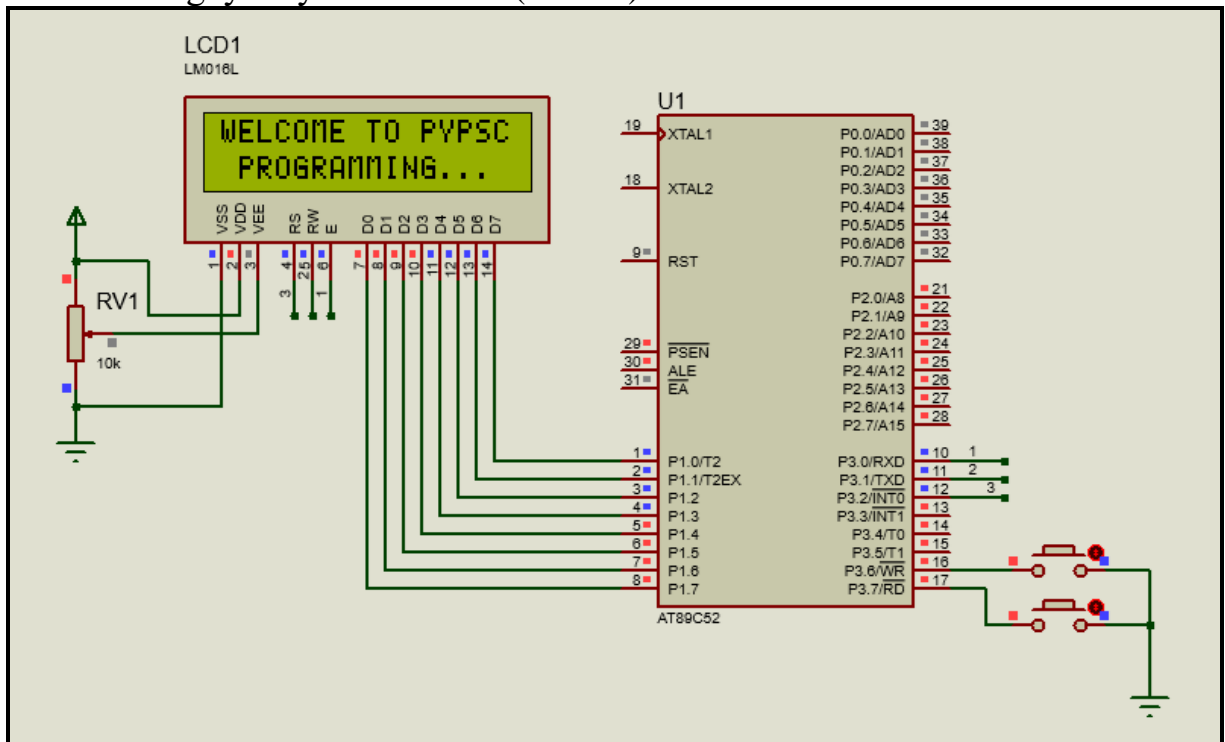 LCD1
LM016L
WELCOME TO PYPSC
PROGRAMMING...
VSS
VDD
VEE
RS
RW
E
D0
D1
D2
D3
D4
D5
D6
D7
1
2
3
4
5
6
7
8
9
10
11
12
13
14
3
2
1
RV1
10k
U1
19 XTAL1
18 XTAL2
9 RST
29 PSEN
30 ALE
31 EA
1 P1.0/T2
2 P1.1/T2EX
3 P1.2
4 P1.3
5 P1.4
6 P1.5
7 P1.6
8 P1.7
P0.0/AD0 39
P0.1/AD1 38
P0.2/AD2 37
P0.3/AD3 36
P0.4/AD4 35
P0.5/AD5 34
P0.6/AD6 33
P0.7/AD7 32
P2.0/A8 21
P2.1/A9 22
P2.2/A10 23
P2.3/A11 24
P2.4/A12 25
P2.5/A13 26
P2.6/A14 27
P2.7/A15 28
P3.0/RXD 10 1
P3.1/TXD 11 2
P3.2/INT0 12 3
P3.3/INT1 13
P3.4/T0 14
P3.5/T1 15
P3.6/WR 16
P3.7/RD 17
AT89C52